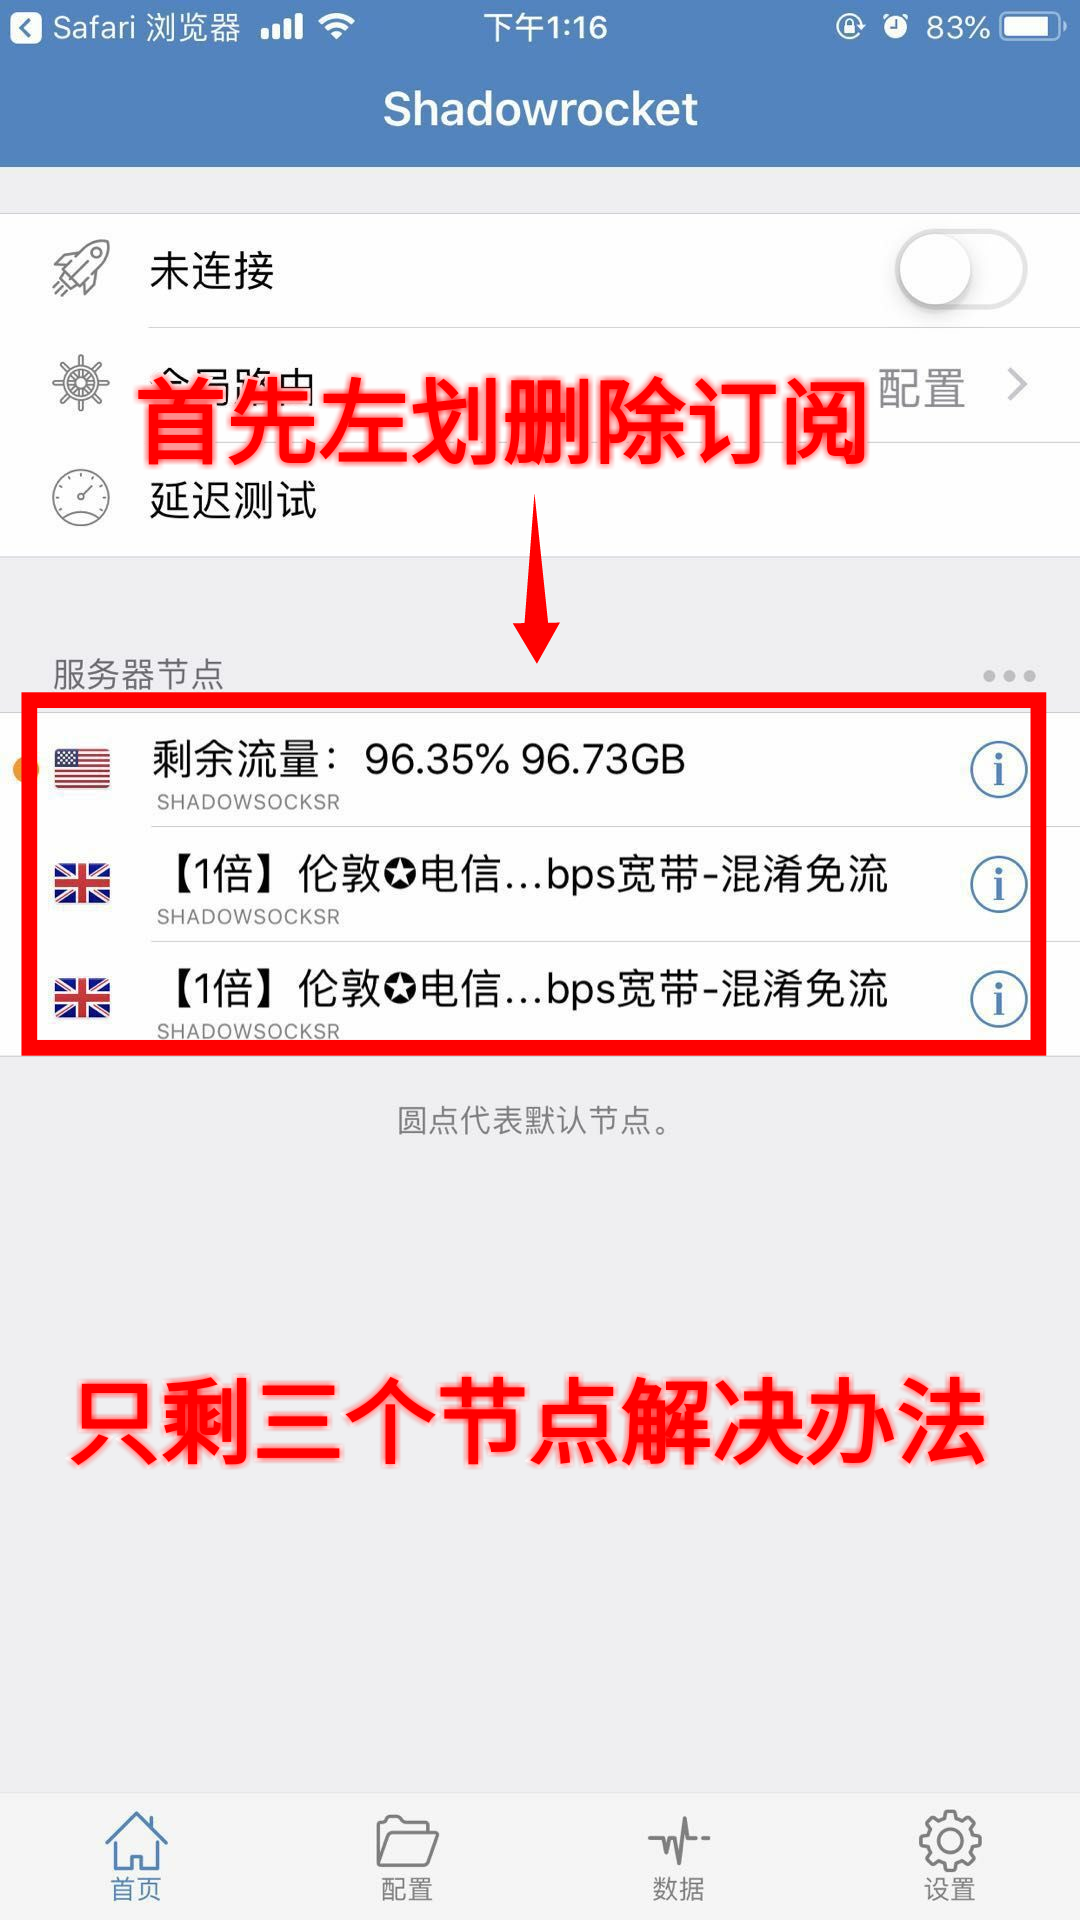 Safari 浏览器
下午1:16
83%
Shadowrocket
未连接
全局路由
配置
首先左划删除订阅
延迟测试
服务器节点
剩余流量：96.35% 96.73GB
SHADOWSOCKSR
【1倍】伦敦✪电信...bps宽带-混淆免流
SHADOWSOCKSR
【1倍】伦敦✪电信...bps宽带-混淆免流
SHADOWSOCKSR
圆点代表默认节点。
只剩三个节点解决办法
首页
配置
数据
设置